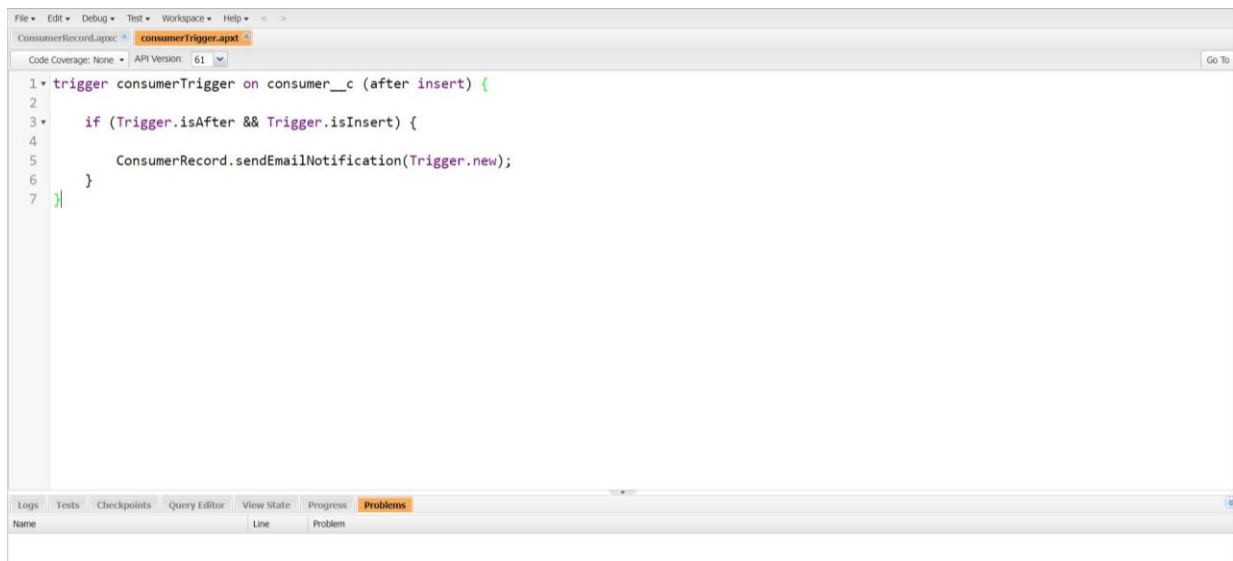 File Edit Debug Test Workspace Help < >
ConsumerRecord.apxc consumerTrigger.apxt
Code Coverage: None API Version: 61 Go To
1 trigger consumerTrigger on consumer__c (after insert) {
2
3 if (Trigger.isAfter && Trigger.isInsert) {
4
5 ConsumerRecord.sendEmailNotification(Trigger.new);
6 }
7 }
Logs Tests Checkpoints Query Editor View State Progress Problems
Name Line Problem